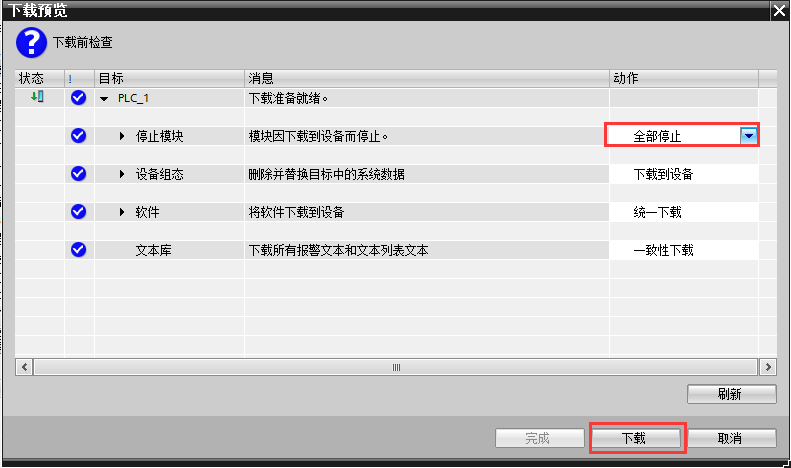 下载预览
?
下载前检查
状态 ! 目标 消息 动作
PLC_1 下载准备就绪。
停止模块 模块因下载到设备而停止。 全部停止
设备组态 删除并替换目标中的系统数据 下载到设备
软件 将软件下载到设备 统一下载
文本库 下载所有报警文本和文本列表文本 一致性下载
刷新
完成 下载 取消